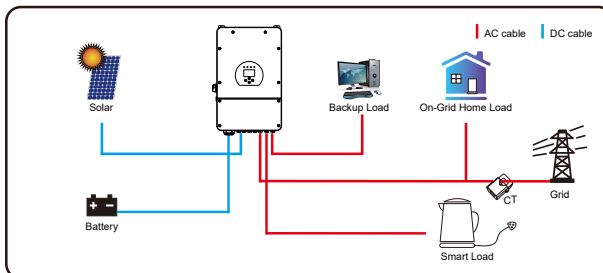 AC cable
DC cable
Solar
Backup Load
On-Grid Home Load
CT
Grid
Battery
Smart Load